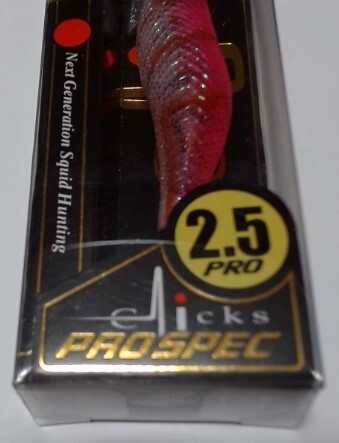 Next Generation Squid Hunting
2.5
PRO
clicks
PROSPEC